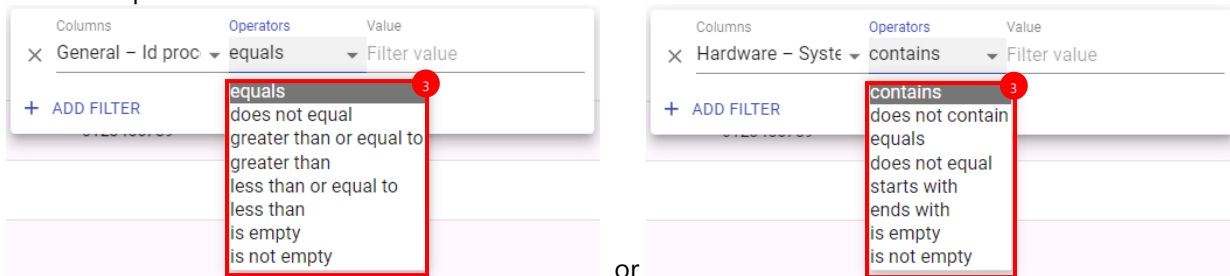 Columns Operators Value
× General – Id proc equals Filter value
+ ADD FILTER
3
equals
does not equal
greater than or equal to
greater than
less than or equal to
less than
is empty
is not empty
or
Columns Operators Value
× Hardware – Syste contains Filter value
+ ADD FILTER
3
contains
does not contain
equals
does not equal
starts with
ends with
is empty
is not empty